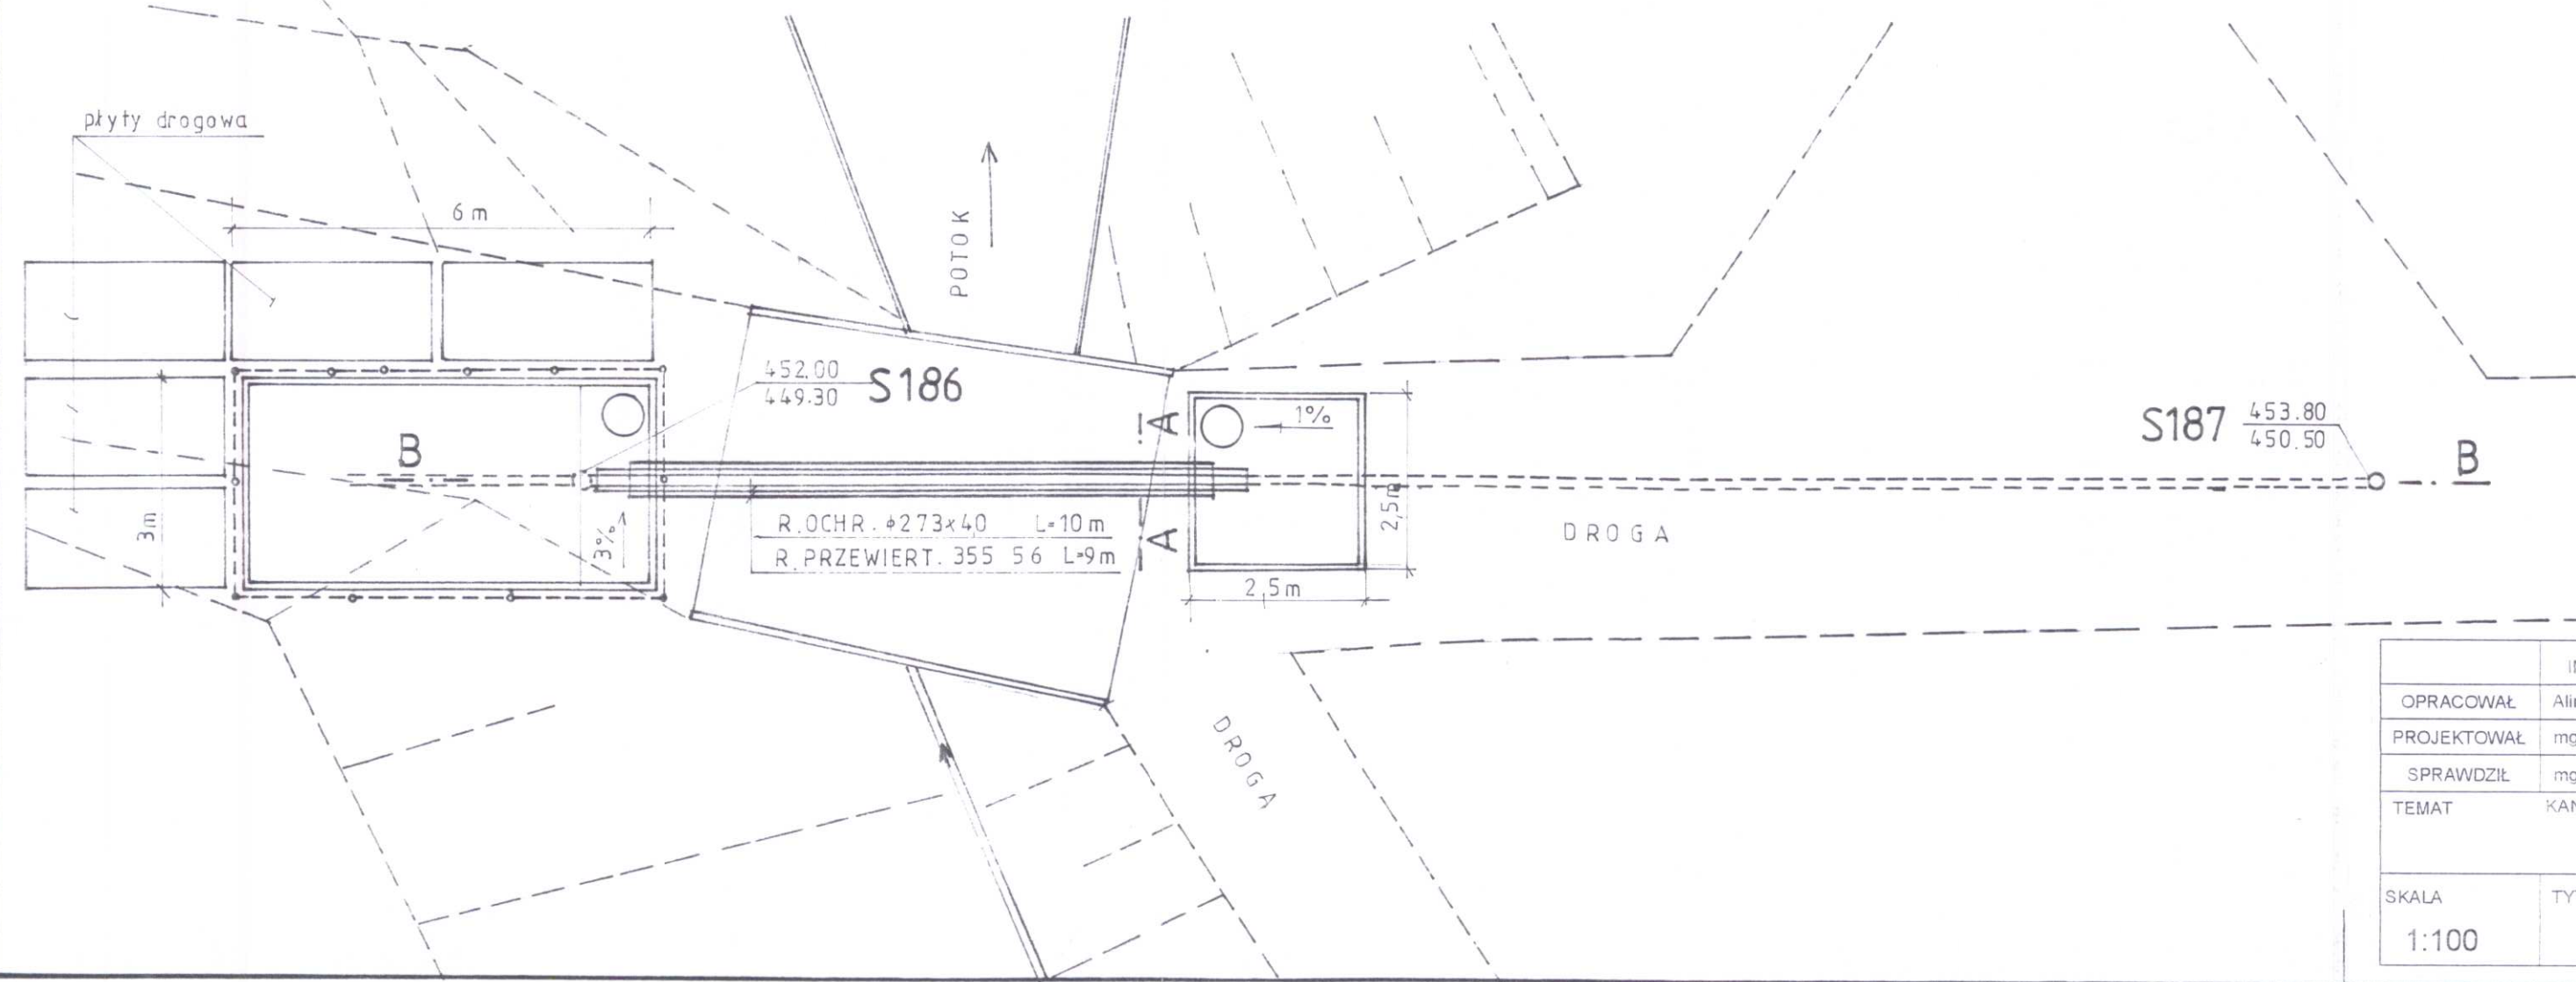 płyty drogowa
6 m
POTOK
452,00
449.30
S186
B
3m
3%
R.OCHR. ϕ273x40 L=10m
R.PRZEWIERT. 355 56 L=9m
A
A
1%
2,5m
2,5m
DROGA
DROGA
S187
453.80
450.50
B
OPRACOWAŁ
PROJEKTOWAŁ
SPRAWDZIŁ
TEMAT
SKALA
1:100